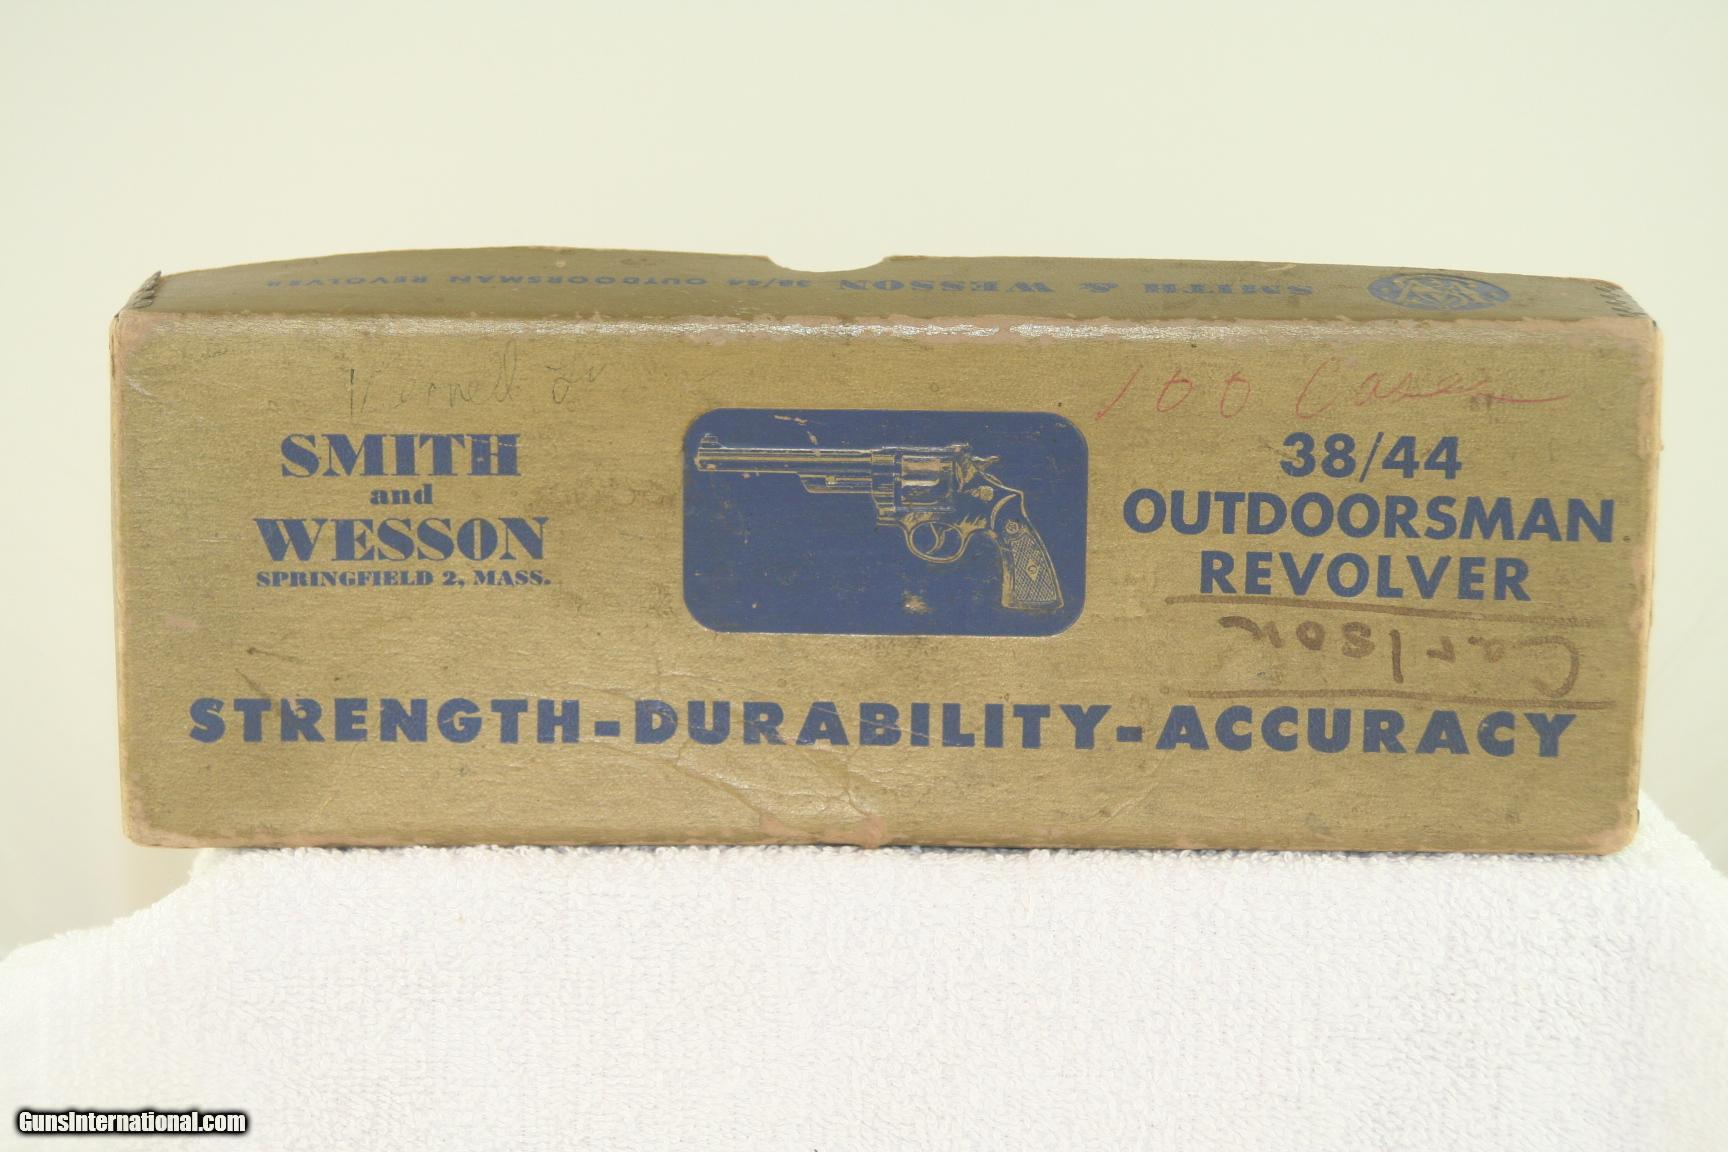 SMITH & WESSON 38/44 OUTDOORSMAN REVOLVER
100 Cases
SMITH
and
WESSON
SPRINGFIELD 2, MASS.
38/44
OUTDOORSMAN
REVOLVER
Carlson
STRENGTH-DURABILITY-ACCURACY
GunsInternational.com